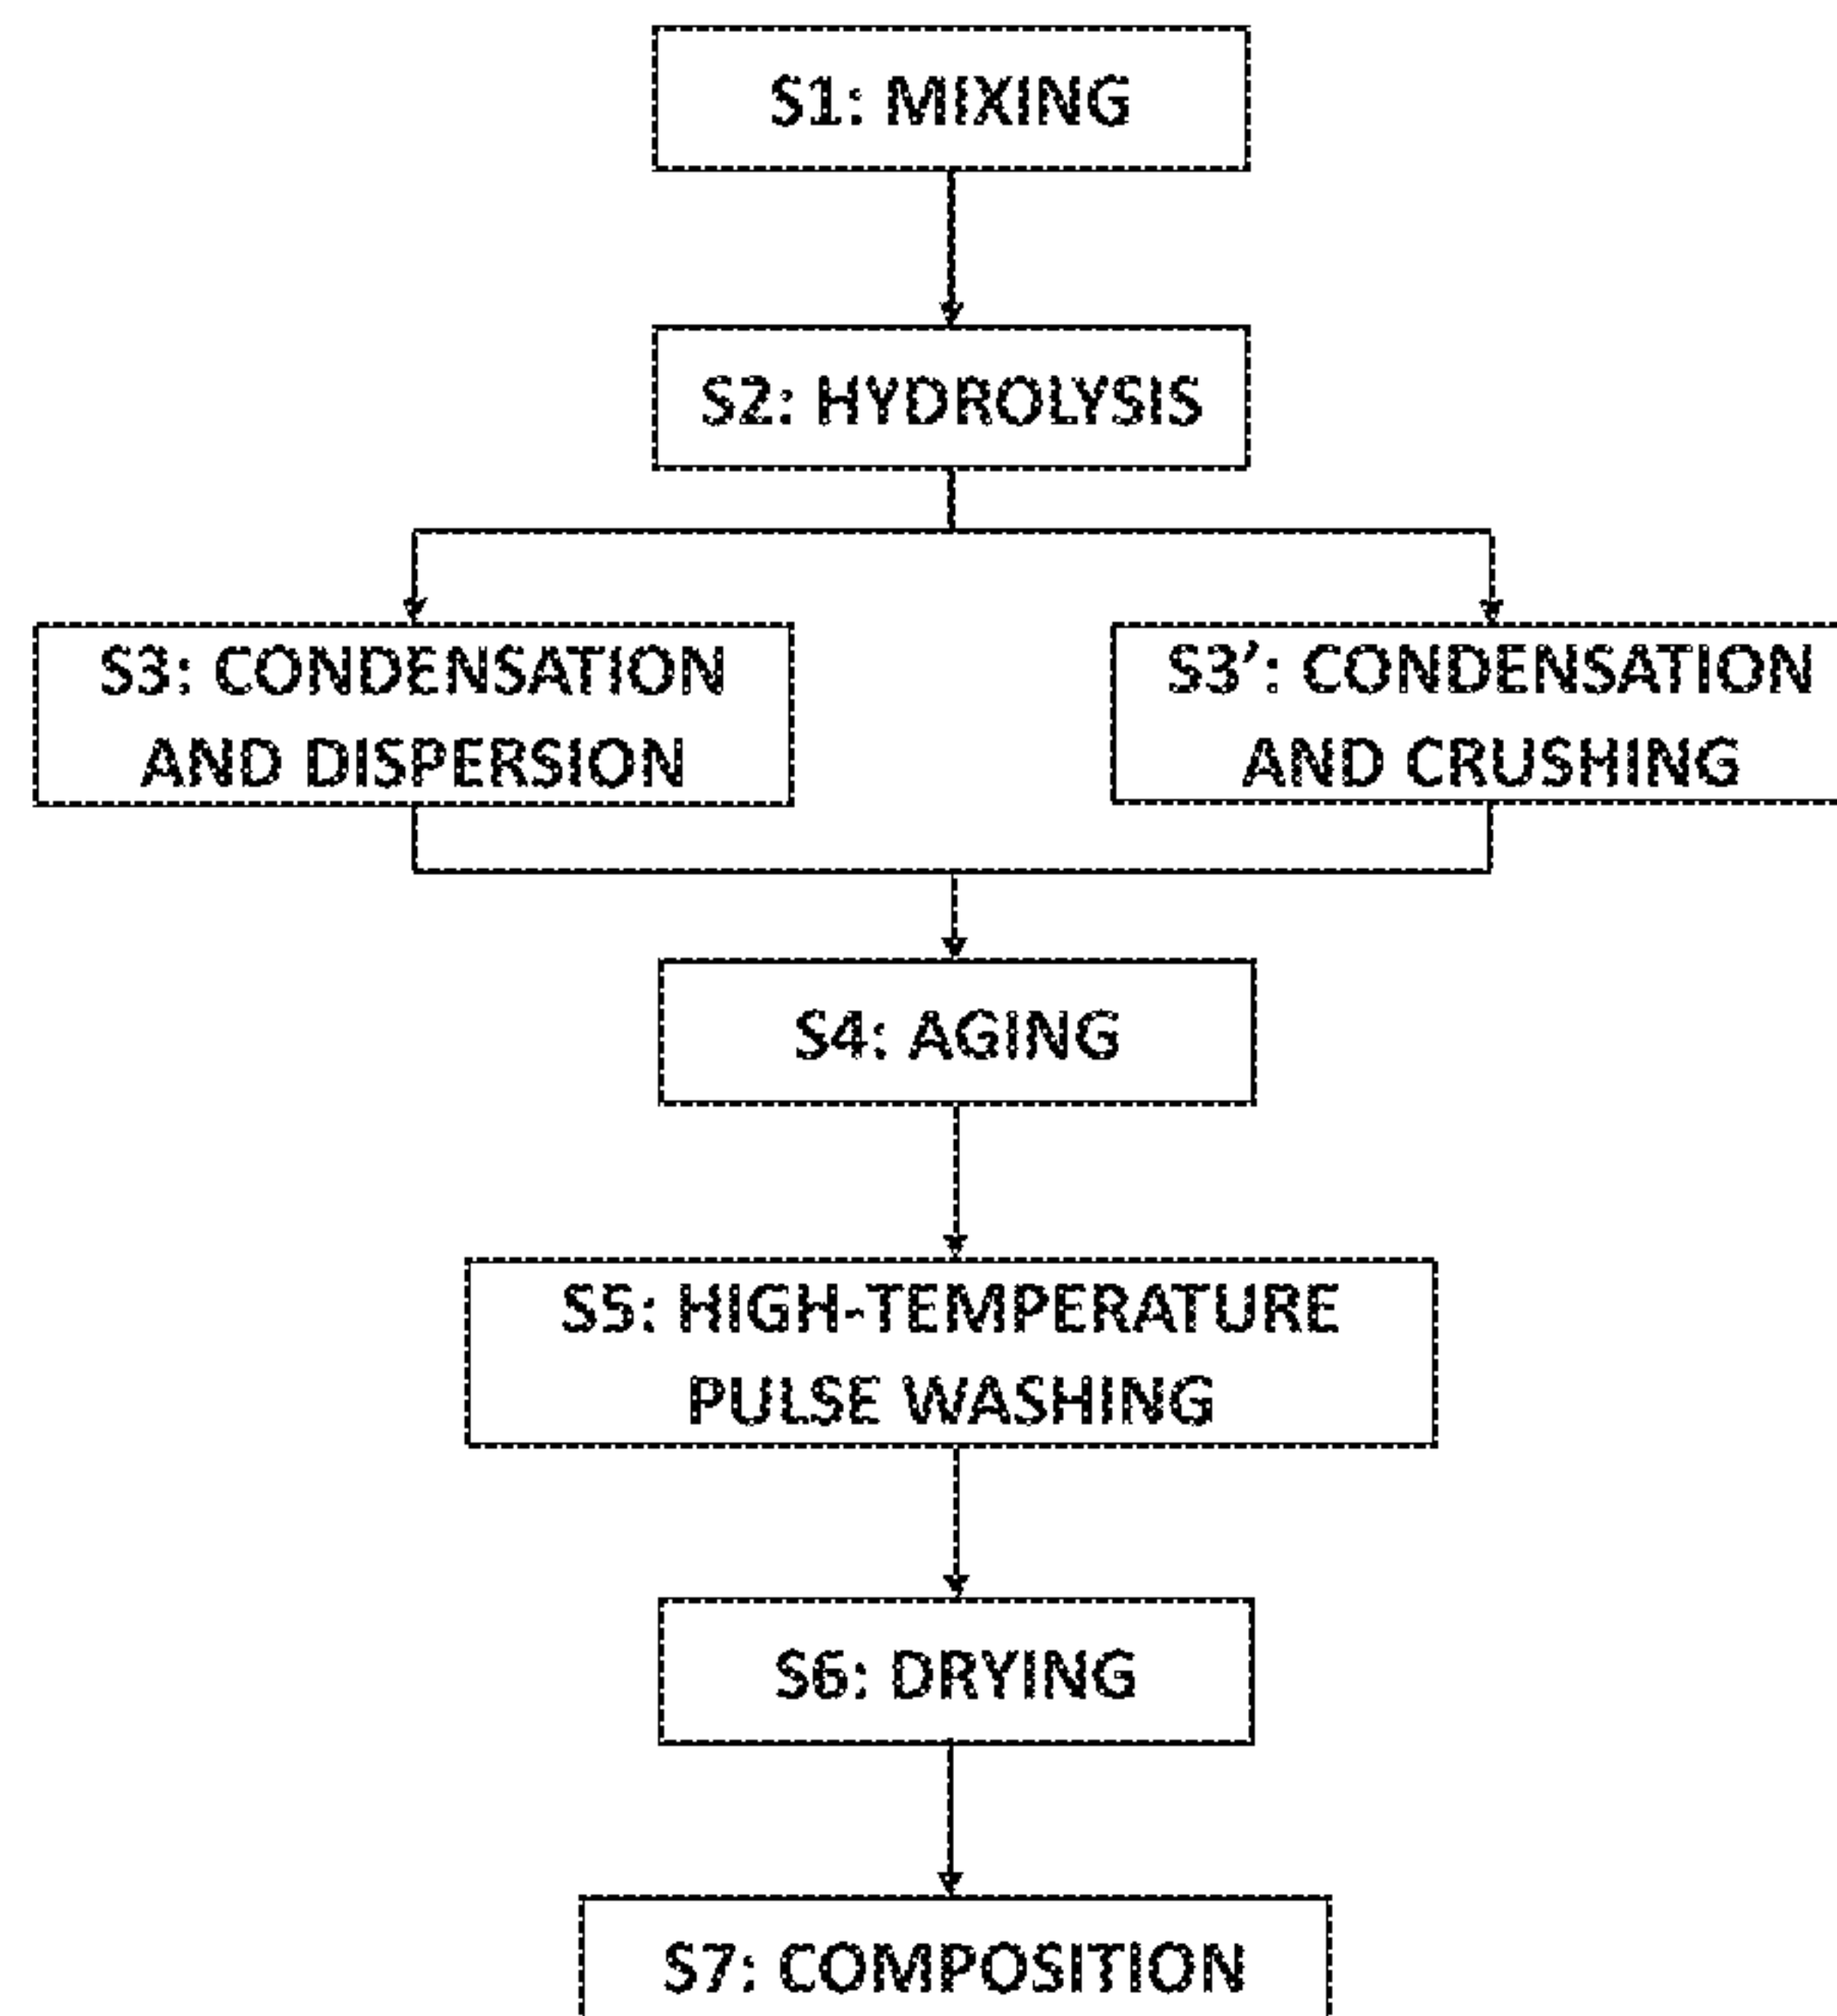 S1: MIXING
S2: HYDROLYSIS
S3: CONDENSATION
AND DISPERSION
S3’: CONDENSATION
AND CRUSHING
S4: AGING
S5: HIGH-TEMPERATURE
PULSE WASHING
S6: DRYING
S7: COMPOSITION